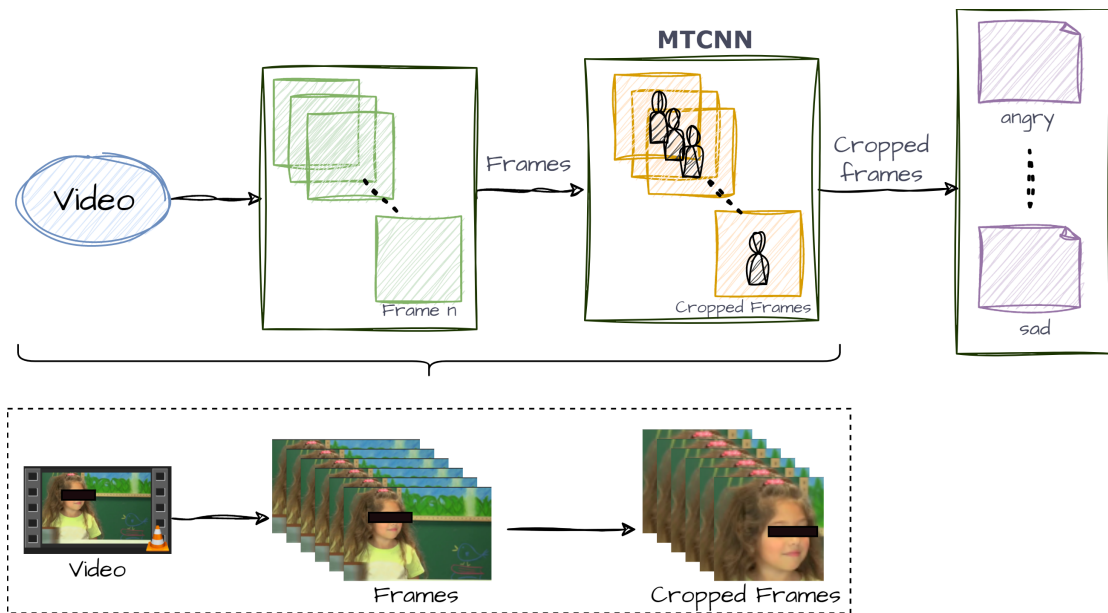 MTCNN
Video
Frame n
Frames
Cropped Frames
Cropped
frames
angry
sad
Video
Frames
Cropped Frames